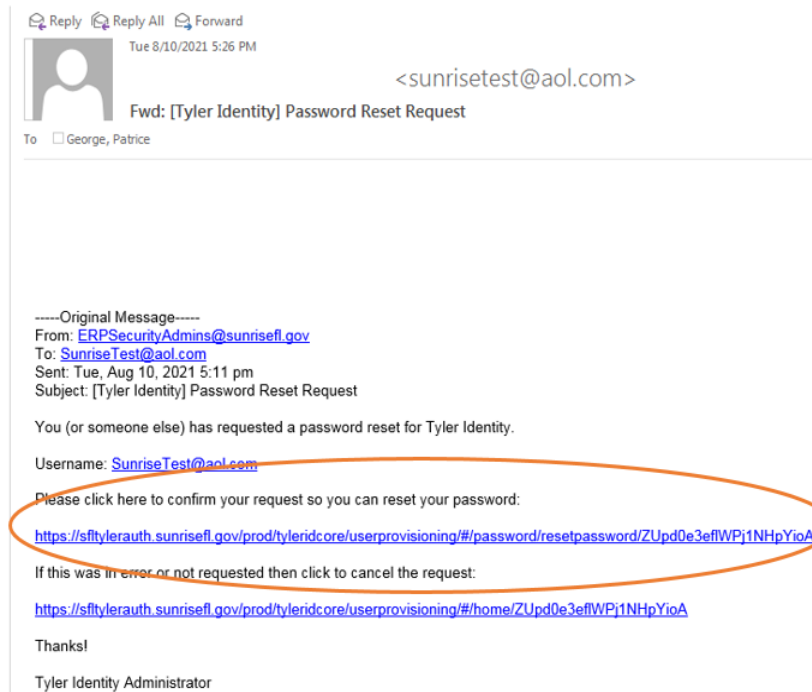 Reply Reply All Forward
Tue 8/10/2021 5:26 PM
<sunrisetest@aol.com>
Fwd: [Tyler Identity] Password Reset Request
To George, Patrice
-----Original Message-----
From: ERPSecurityAdmins@sunrisefl.gov
To: SunriseTest@aol.com
Sent: Tue, Aug 10, 2021 5:11 pm
Subject: [Tyler Identity] Password Reset Request
You (or someone else) has requested a password reset for Tyler Identity.
Username: SunriseTest@aol.com
Please click here to confirm your request so you can reset your password:
https://sfltylerauth.sunrisefl.gov/prod/tyleridcore/userprovisioning/#/password/resetpassword/ZUpd0e3eflWPj1NHpYioA
If this was in error or not requested then click to cancel the request:
https://sfltylerauth.sunrisefl.gov/prod/tyleridcore/userprovisioning/#/home/ZUpd0e3eflWPj1NHpYioA
Thanks!
Tyler Identity Administrator